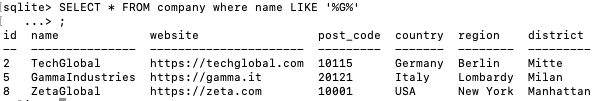 [sqlite> SELECT * FROM company where name LIKE '%G%'
...> ;
id name website post_code country region district
-- --------------- ---------------------- --------- ------- -------- ---------
2 TechGlobal https://techglobal.com 10115 Germany Berlin Mitte
5 GammaIndustries https://gamma.it 20121 Italy Lombardy Milan
8 ZetaGlobal https://zeta.com 10001 USA New York Manhattan